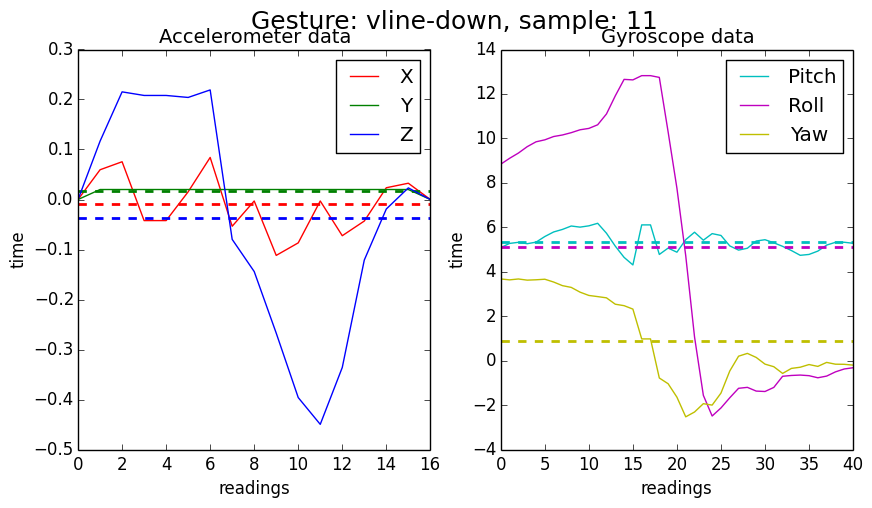 Gesture: vline-down, sample: 11
Accelerometer data
0.3
0.2
0.1
0.0
−0.1
−0.2
−0.3
−0.4
−0.5
time
0 2 4 6 8 10 12 14 16
readings
X
Y
Z
Gyroscope data
14
12
10
8
6
4
2
0
−2
−4
time
0 5 10 15 20 25 30 35 40
readings
Pitch
Roll
Yaw